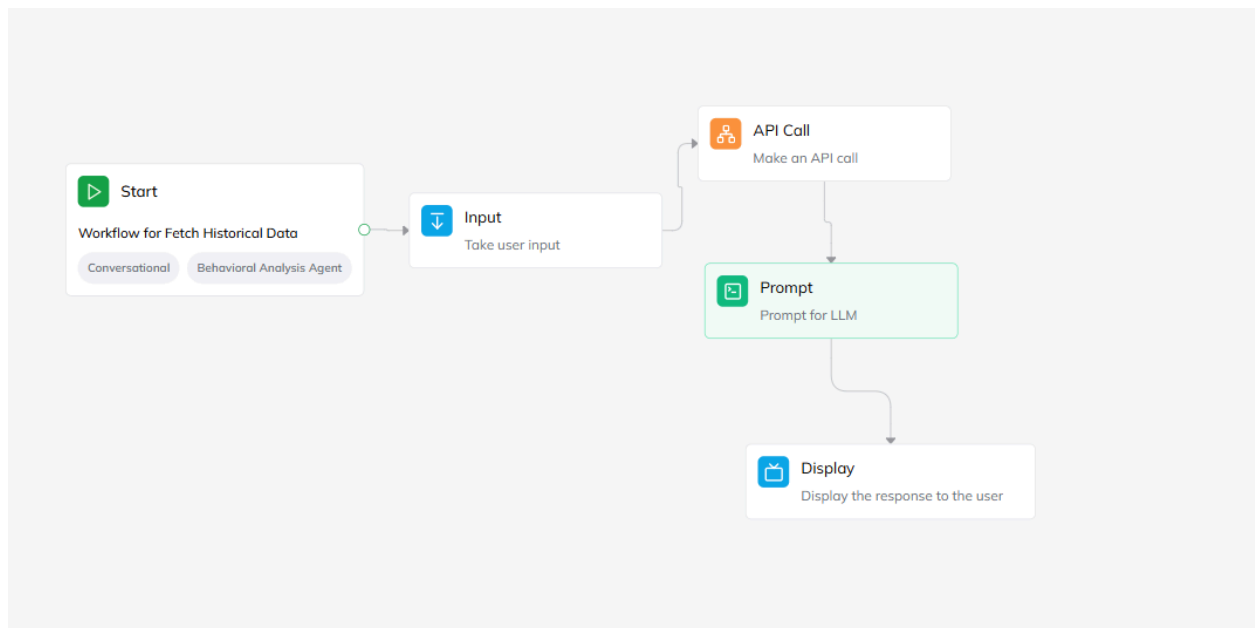 Start
Workflow for Fetch Historical Data
Conversational
Behavioral Analysis Agent
Input
Take user input
API Call
Make an API call
Prompt
Prompt for LLM
Display
Display the response to the user